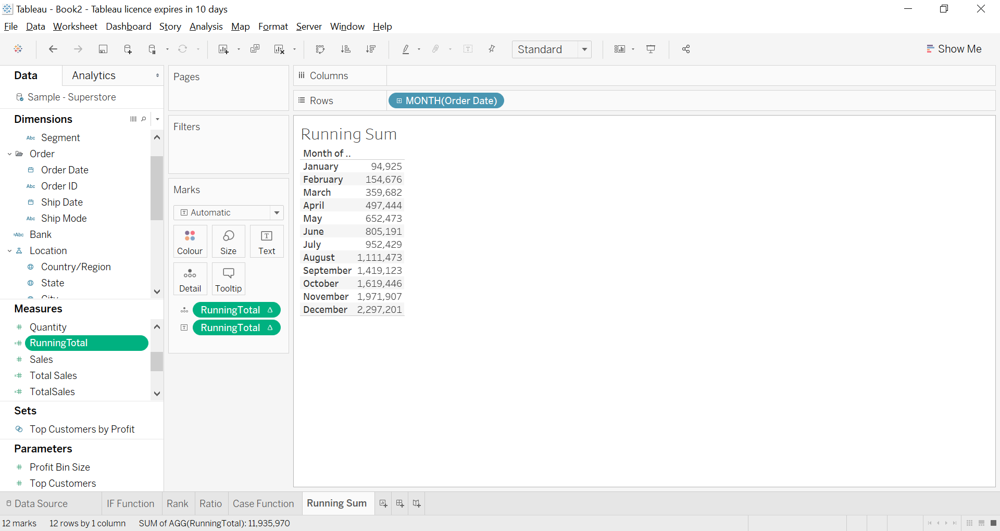 Tableau - Book2 - Tableau licence expires in 10 days
File Data Worksheet Dashboard Story Analysis Map Format Server Window Help
Standard
Show Me
Data Analytics
Sample - Superstore
Dimensions
Abc Segment
Order
Order Date
Abc Order ID
Ship Date
Abc Ship Mode
=Abc Bank
Location
Country/Region
State
City
Measures
# Quantity
=# RunningTotal
# Sales
=# Total Sales
=# TotalSales
Sets
Top Customers by Profit
Parameters
# Profit Bin Size
# Top Customers
Pages
Filters
Marks
T Automatic
Colour Size T Text
Detail Tooltip
RunningTotal Δ
T RunningTotal Δ
iii Columns
Rows MONTH(Order Date)
Running Sum
Month of ..
January 94,925
February 154,676
March 359,682
April 497,444
May 652,473
June 805,191
July 952,429
August 1,111,473
September 1,419,123
October 1,619,446
November 1,971,907
December 2,297,201
Data Source IF Function Rank Ratio Case Function Running Sum
12 marks 12 rows by 1 column SUM of AGG(RunningTotal): 11,935,970